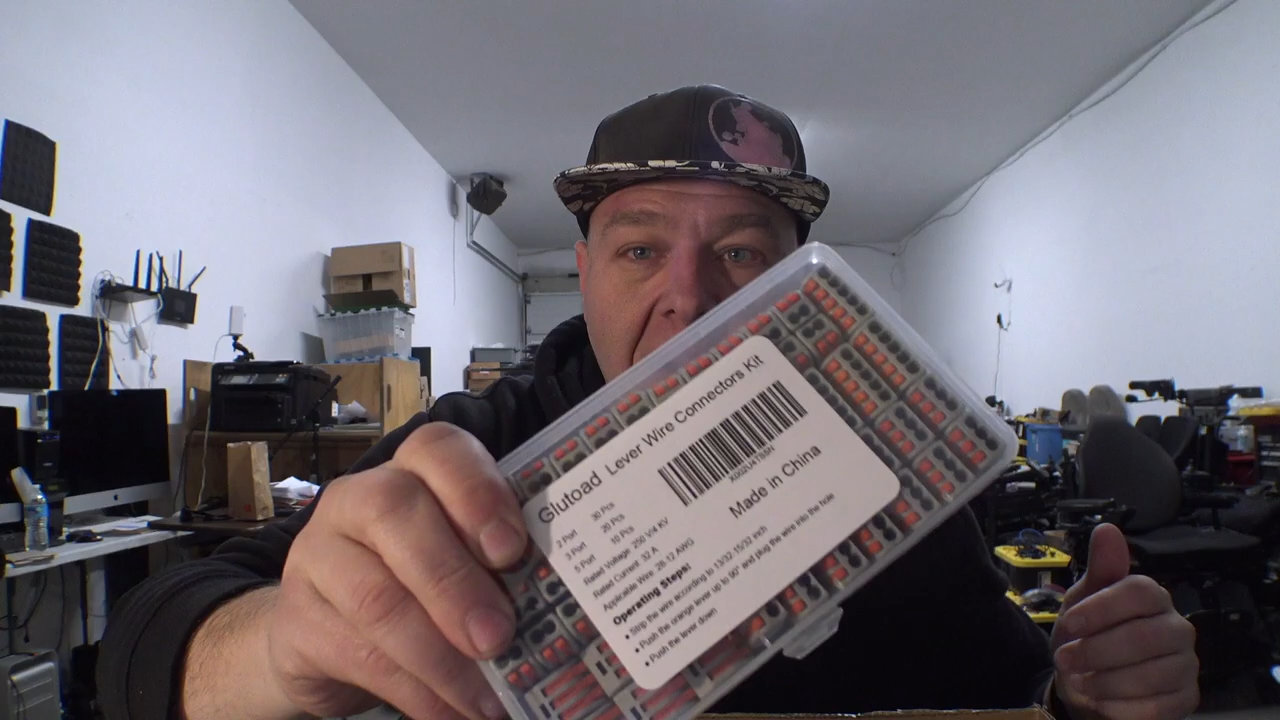 Glutoad Lever Wire Connectors Kit
X002U4T85N
Made in China
2 Port 30 Pcs
3 Port 20 Pcs
5 Port 10 Pcs
Rated Voltage: 250 V/4 KV
Rated Current: 32 A
Applicable Wire: 28-12 AWG
Operating Steps:
• Strip the wire according to 13/32-15/32 inch
• Push the orange lever up to 90° and plug the wire into the hole
• Push the lever down